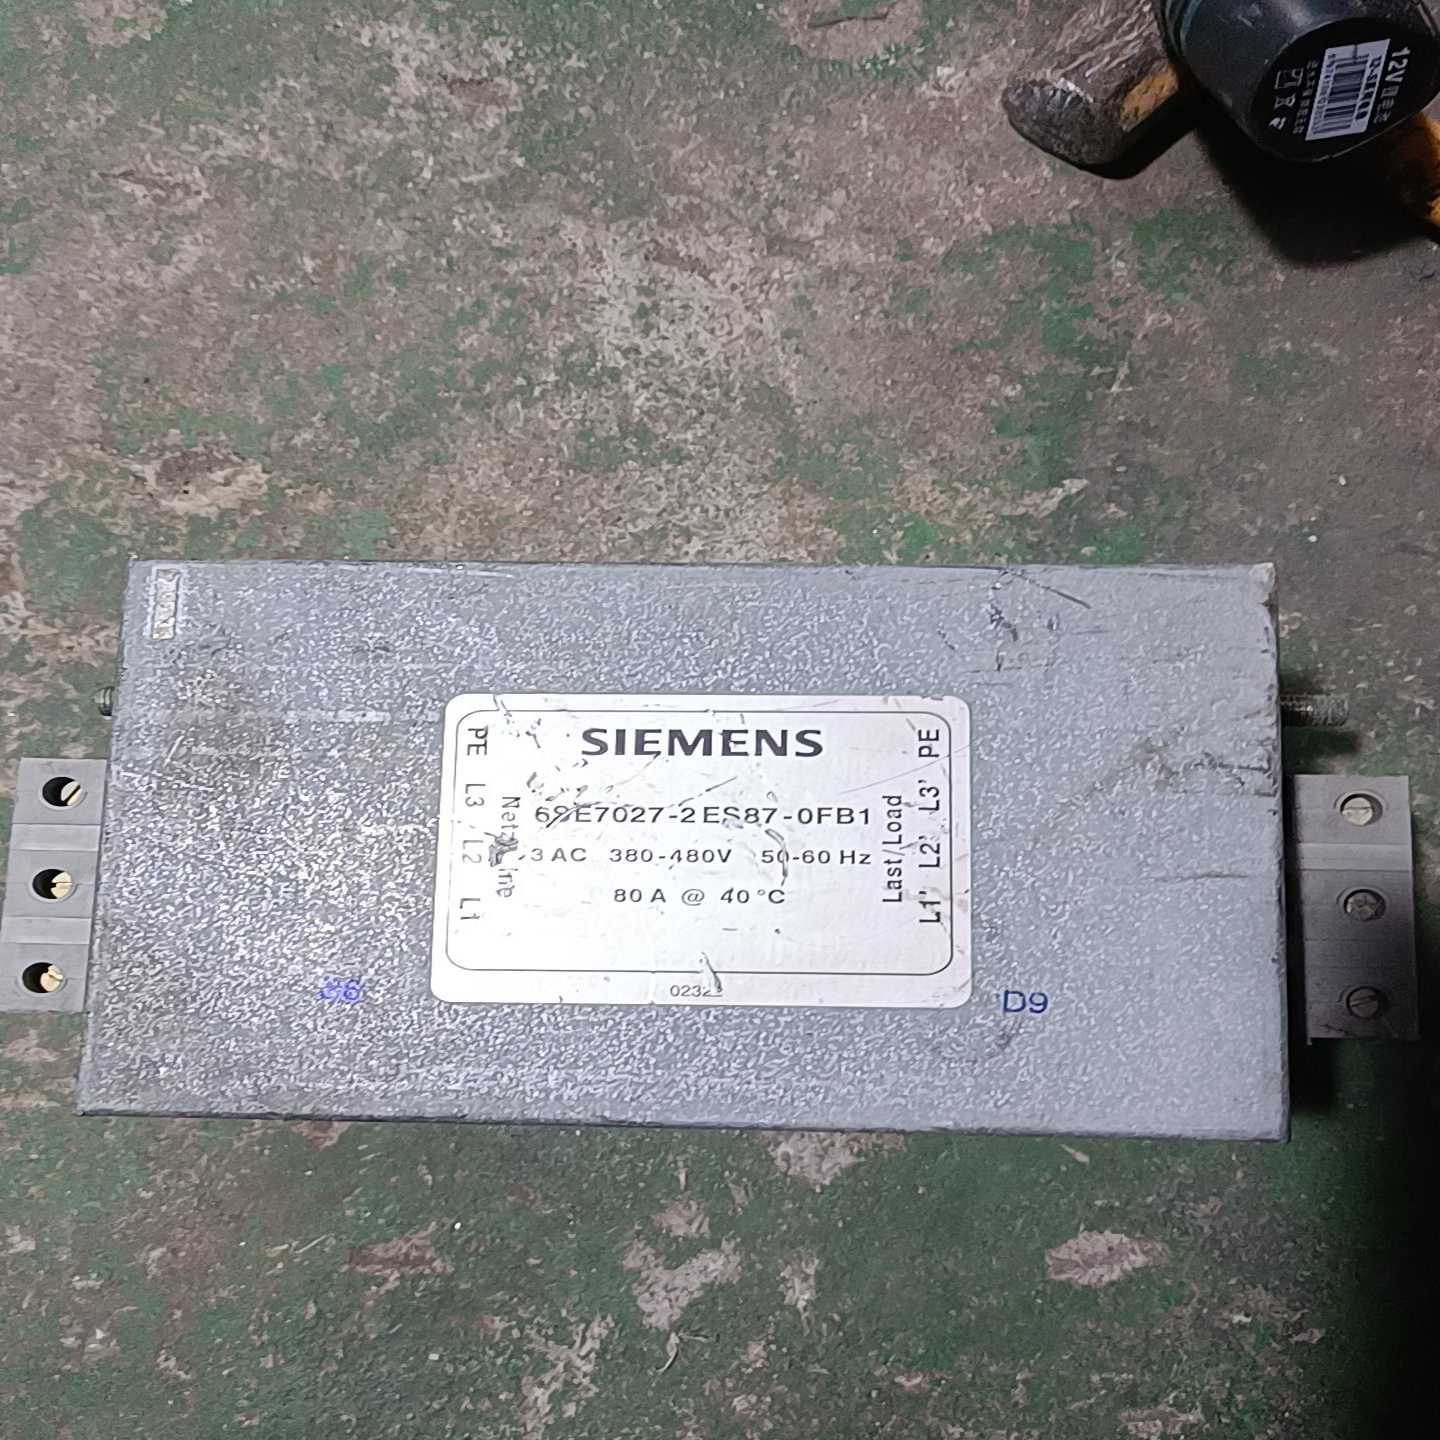 12V
SIEMENS
6SE7027-2ES87-0FB1
3 AC 380-480V 50-60 Hz
80 A @ 40 °C
PE L3 L2 L1
Last/Load
L1' L2' L3' PE
D9